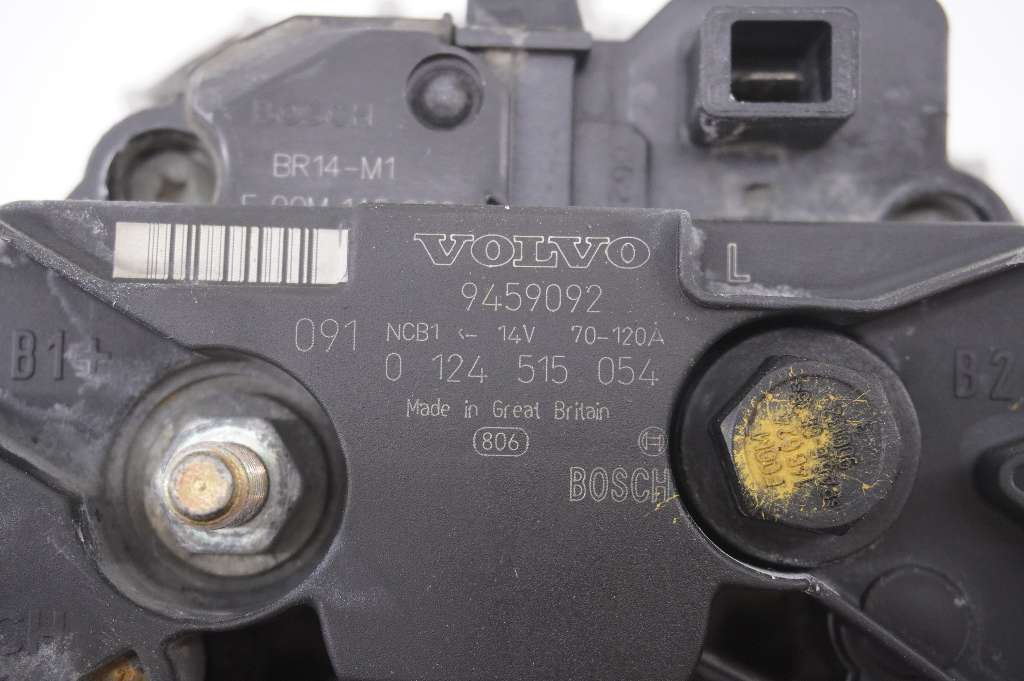 BOSCH
BR14-M1
VOLVO
L
9459092
091 NCB1 <- 14V 70-120A
0 124 515 054
B1+
B2
Made in Great Britain
806
BOSCH